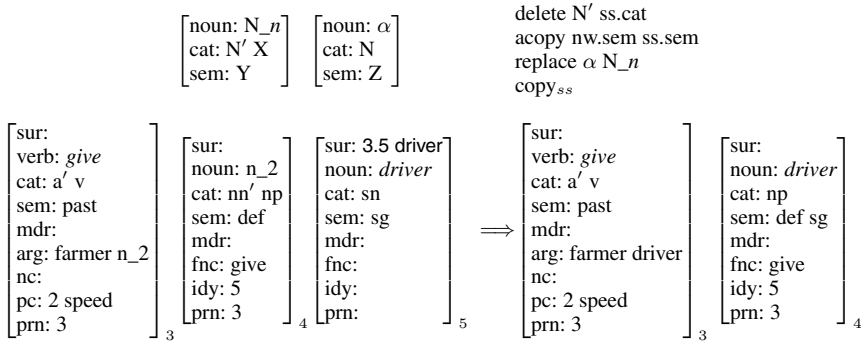 [noun: N_n] [noun: α] delete N′ ss.cat
[cat: N′ X] [cat: N] acopy nw.sem ss.sem
[sem: Y] [sem: Z] replace α N_n
copy_ss
sur: sur: sur: 3.5 driver sur: sur:
verb: give noun: n_2 noun: driver verb: give noun: driver
cat: a′ v cat: nn′ np cat: sn cat: a′ v cat: np
sem: past sem: def sem: sg sem: past sem: def sg
mdr: mdr: mdr: ⟹ mdr: mdr:
arg: farmer n_2 fnc: give fnc: arg: farmer driver fnc: give
nc: idy: 5 idy: nc: idy: 5
pc: 2 speed prn: 3 prn: pc: 2 speed prn: 3
prn: 3 prn: 3
3 4 5 3 4